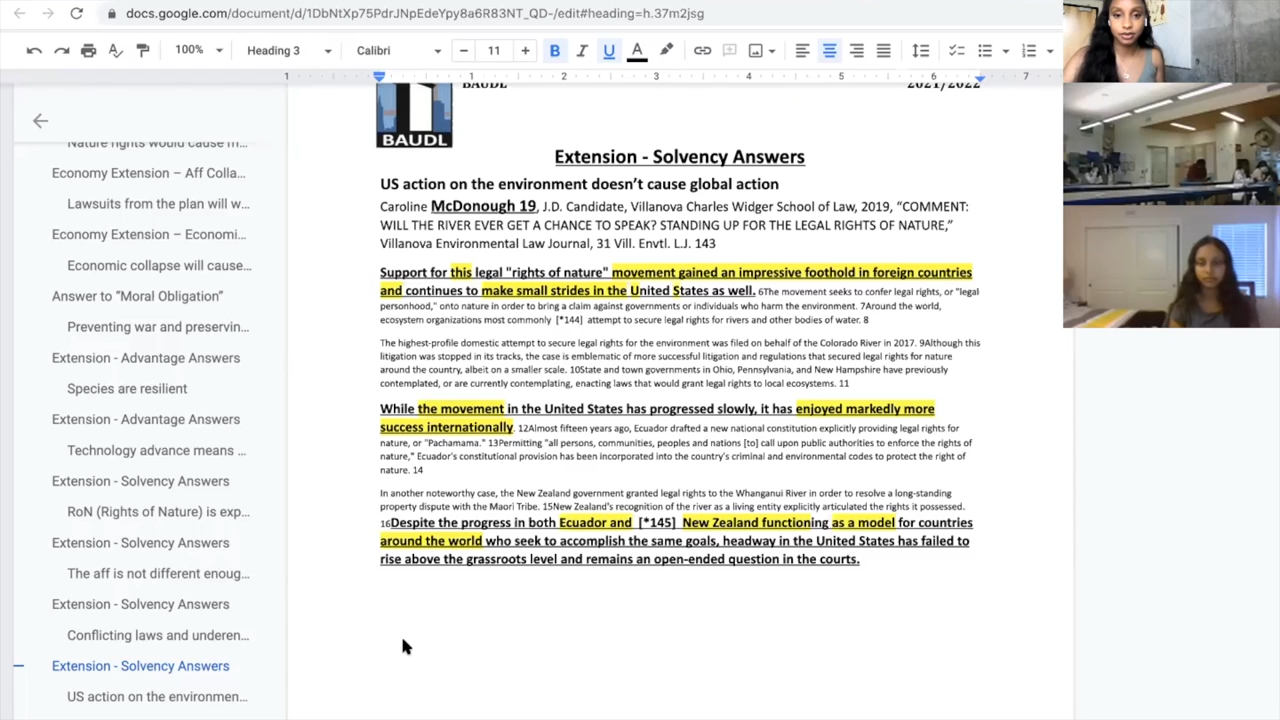 docs.google.com/document/d/1DbNtXp75PdrJNpEdeYpy8a6R83NT_QD-/edit#heading=h.37m2jsg
100%
Heading 3
Calibri
11
B
I
U
A
1
1
2
3
4
5
6
7
Nature rights would cause m...
Economy Extension – Aff Colla...
Lawsuits from the plan will w...
Economy Extension – Economi...
Economic collapse will cause...
Answer to “Moral Obligation”
Preventing war and preservin...
Extension - Advantage Answers
Species are resilient
Extension - Advantage Answers
Technology advance means ...
Extension - Solvency Answers
RoN (Rights of Nature) is exp...
Extension - Solvency Answers
The aff is not different enoug...
Extension - Solvency Answers
Conflicting laws and underen...
Extension - Solvency Answers
US action on the environmen...
BAUDL
2021/2022
BAUDL
Extension - Solvency Answers
US action on the environment doesn’t cause global action
Caroline McDonough 19, J.D. Candidate, Villanova Charles Widger School of Law, 2019, “COMMENT:
WILL THE RIVER EVER GET A CHANCE TO SPEAK? STANDING UP FOR THE LEGAL RIGHTS OF NATURE,”
Villanova Environmental Law Journal, 31 Vill. Envtl. L.J. 143
Support for this legal "rights of nature" movement gained an impressive foothold in foreign countries
and continues to make small strides in the United States as well. 6The movement seeks to confer legal rights, or "legal
personhood," onto nature in order to bring a claim against governments or individuals who harm the environment. 7Around the world,
ecosystem organizations most commonly [*144] attempt to secure legal rights for rivers and other bodies of water. 8
The highest-profile domestic attempt to secure legal rights for the environment was filed on behalf of the Colorado River in 2017. 9Although this
litigation was stopped in its tracks, the case is emblematic of more successful litigation and regulations that secured legal rights for nature
around the country, albeit on a smaller scale. 10State and town governments in Ohio, Pennsylvania, and New Hampshire have previously
contemplated, or are currently contemplating, enacting laws that would grant legal rights to local ecosystems. 11
While the movement in the United States has progressed slowly, it has enjoyed markedly more
success internationally. 12Almost fifteen years ago, Ecuador drafted a new national constitution explicitly providing legal rights for
nature, or "Pachamama." 13Permitting "all persons, communities, peoples and nations [to] call upon public authorities to enforce the rights of
nature," Ecuador's constitutional provision has been incorporated into the country's criminal and environmental codes to protect the right of
nature. 14
In another noteworthy case, the New Zealand government granted legal rights to the Whanganui River in order to resolve a long-standing
property dispute with the Maori Tribe. 15New Zealand's recognition of the river as a living entity explicitly articulated the rights it possessed.
16Despite the progress in both Ecuador and [*145] New Zealand functioning as a model for countries
around the world who seek to accomplish the same goals, headway in the United States has failed to
rise above the grassroots level and remains an open-ended question in the courts.